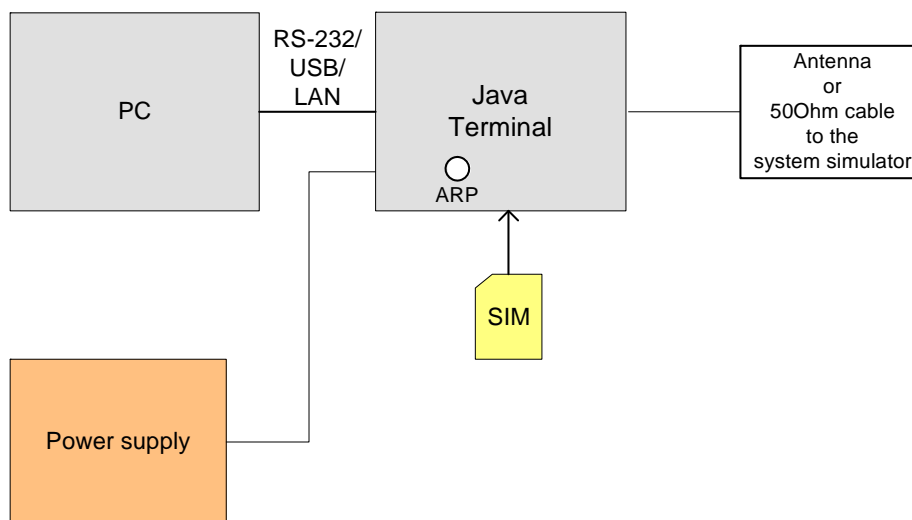 PC
RS-232/
USB/
LAN
Java
Terminal
ARP
Antenna
or
50Ohm cable
to the
system simulator
SIM
Power supply